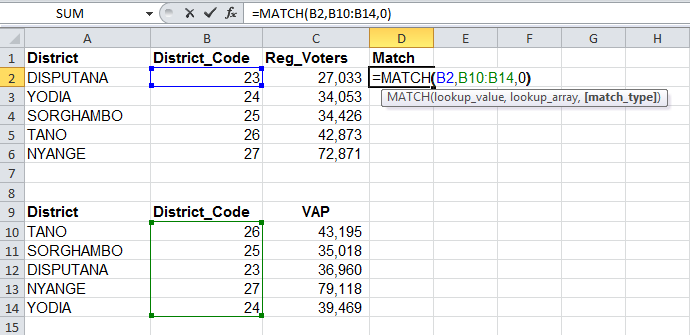 SUM =MATCH(B2,B10:B14,0)
A B C D E F G H
1 District District_Code Reg_Voters Match
2 DISPUTANA 23 27,033 =MATCH(B2,B10:B14,0)
3 YODIA 24 34,053 MATCH(lookup_value, lookup_array, [match_type])
4 SORGHAMBO 25 34,426
5 TANO 26 42,873
6 NYANGE 27 72,871
7
8
9 District District_Code VAP
10 TANO 26 43,195
11 SORGHAMBO 25 35,018
12 DISPUTANA 23 36,960
13 NYANGE 27 79,118
14 YODIA 24 39,469
15